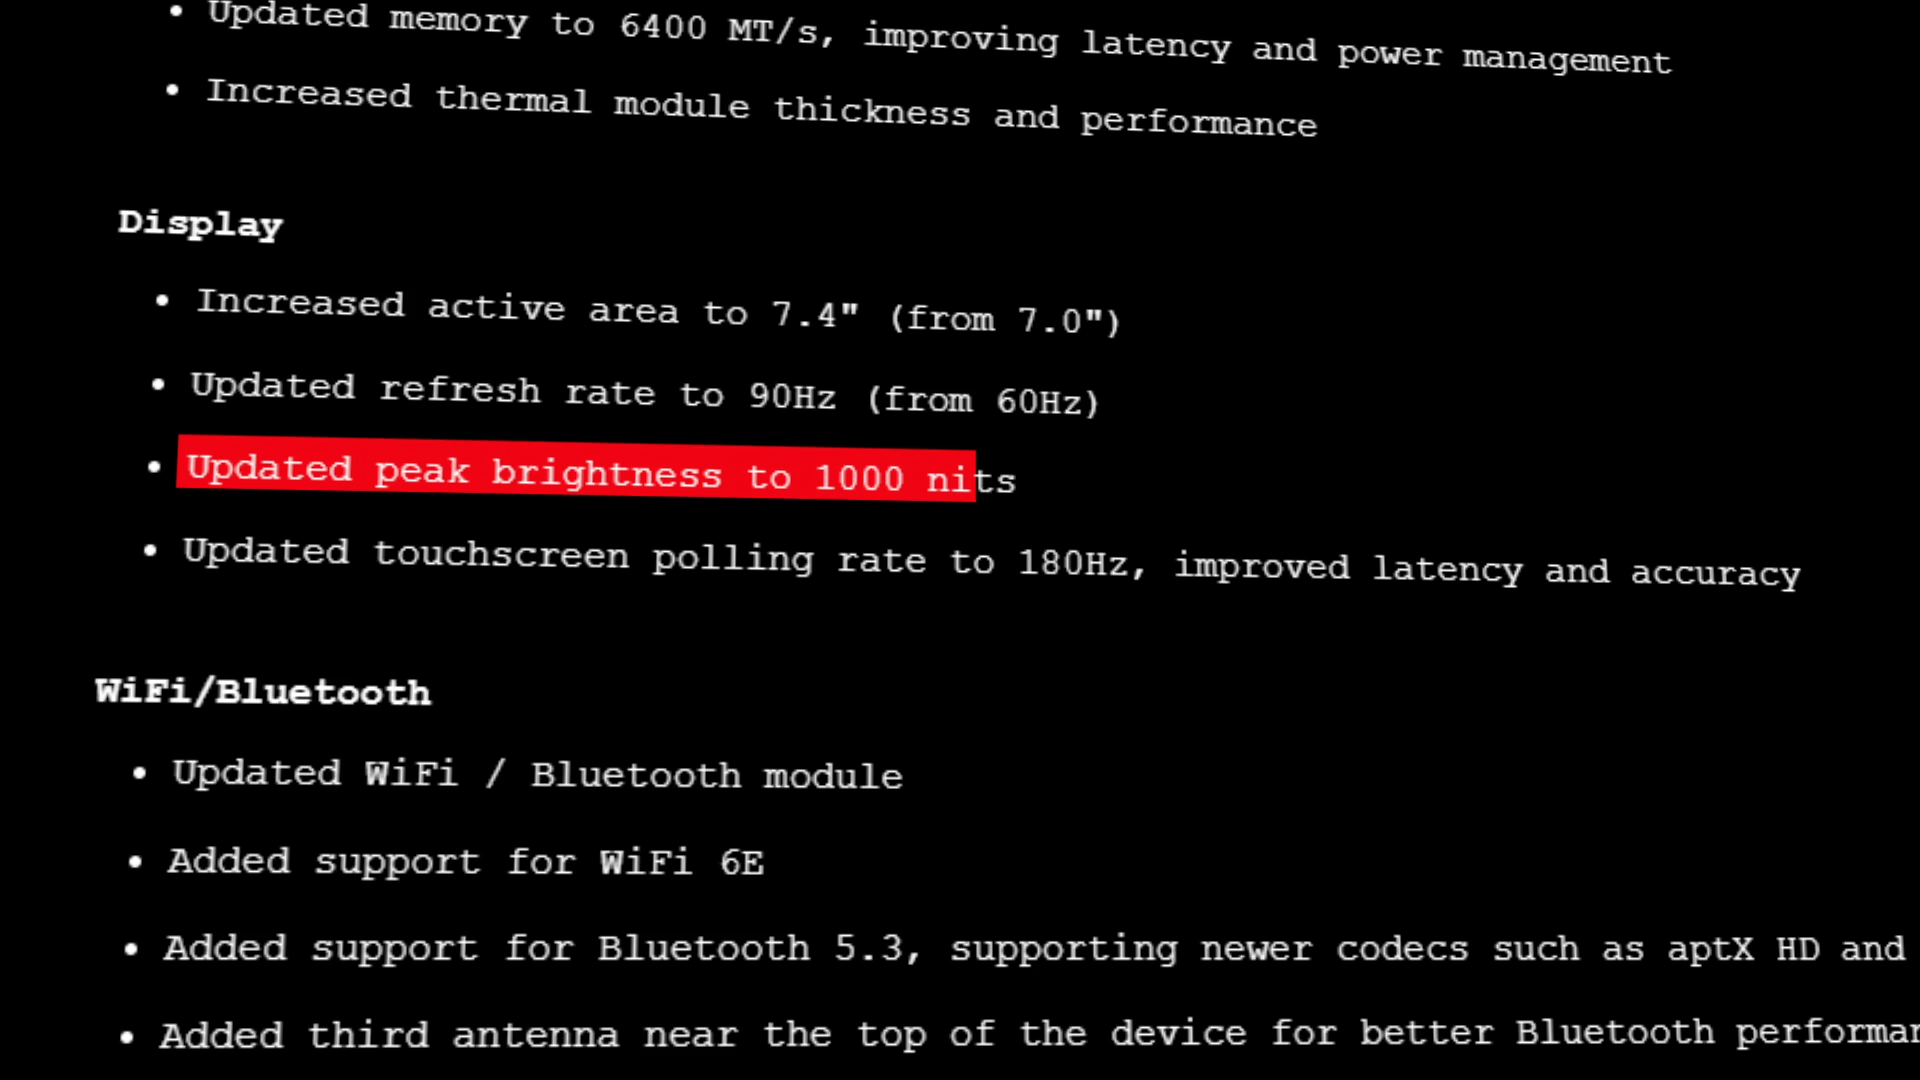 • Updated memory to 6400 MT/s, improving latency and power management
• Increased thermal module thickness and performance
Display
• Increased active area to 7.4" (from 7.0")
• Updated refresh rate to 90Hz (from 60Hz)
• Updated peak brightness to 1000 nits
• Updated touchscreen polling rate to 180Hz, improved latency and accuracy
WiFi/Bluetooth
• Updated WiFi / Bluetooth module
• Added support for WiFi 6E
• Added support for Bluetooth 5.3, supporting newer codecs such as aptX HD and
• Added third antenna near the top of the device for better Bluetooth